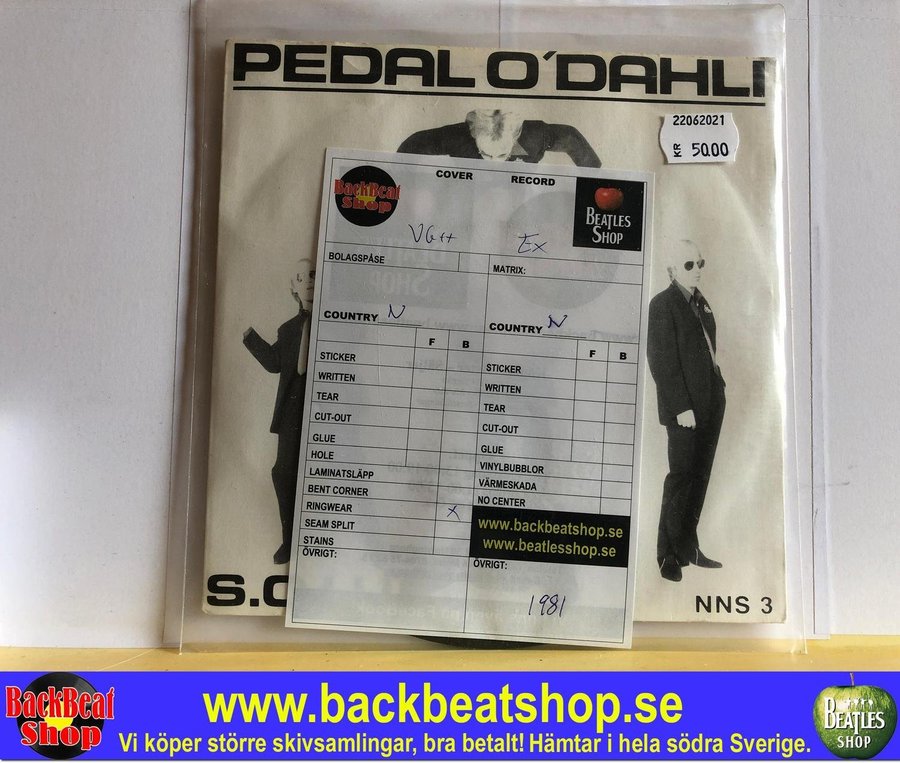 PEDAL O'DAHLI
22062021
KR 50.00
BackBeat Shop
COVER RECORD
BEATLES SHOP
VG++ Ex
BOLAGSPÅSE
MATRIX:
COUNTRY N
COUNTRY N
F B
F B
STICKER
STICKER
WRITTEN
WRITTEN
TEAR
TEAR
CUT-OUT
CUT-OUT
GLUE
GLUE
HOLE
VINYLBUBBLOR
LAMINATSLÄPP
VÄRMESKADA
BENT CORNER
NO CENTER
RINGWEAR X
SEAM SPLIT
STAINS
www.backbeatshop.se
www.beatlesshop.se
ÖVRIGT:
ÖVRIGT:
1981
NNS 3
BackBeat Shop
www.backbeatshop.se
Vi köper större skivsamlingar, bra betalt! Hämtar i hela södra Sverige.
BEATLES SHOP